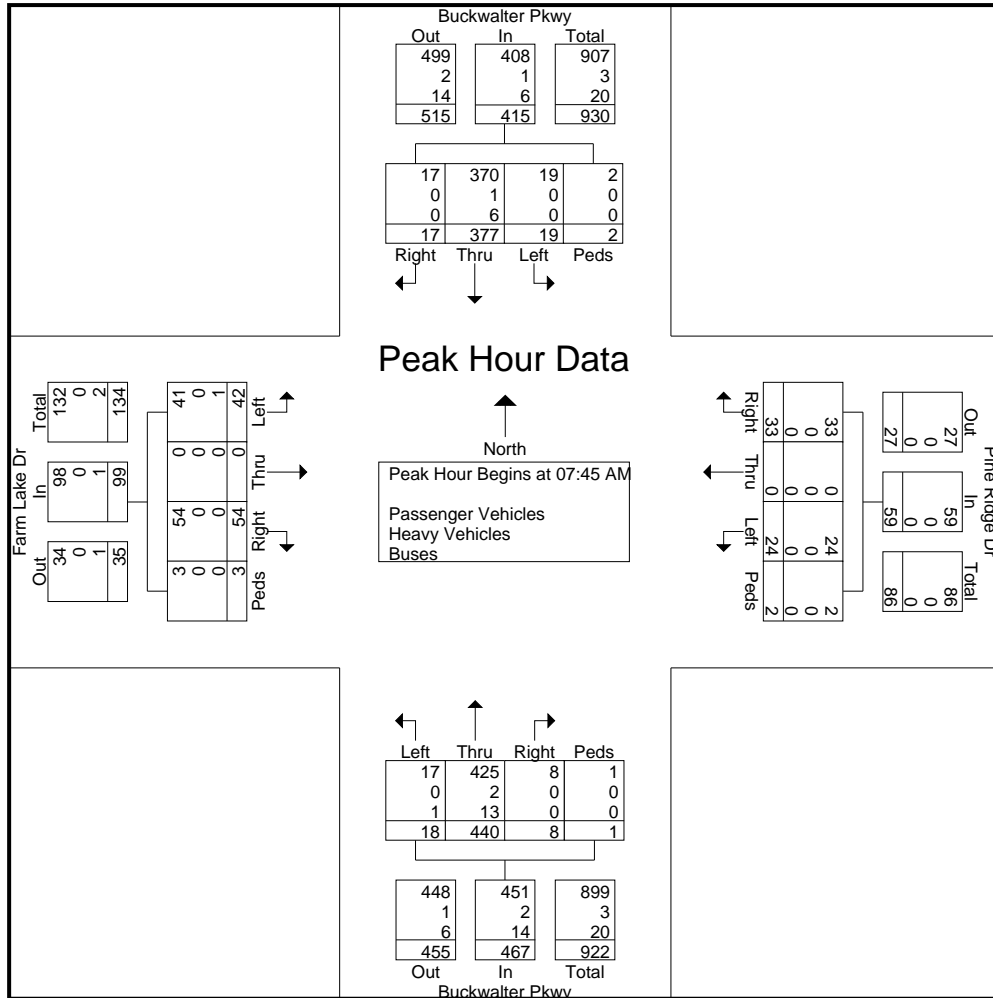 Buckwalter Pkwy
Out In Total
499 408 907
2 1 3
14 6 20
515 415 930
17 370 19 2
0 1 0 0
0 6 0 0
17 377 19 2
Right Thru Left Peds
Peak Hour Data
North
Peak Hour Begins at 07:45 AM
Passenger Vehicles
Heavy Vehicles
Buses
Farm Lake Dr
Out In Total
34 98 132
0 0 0
1 1 2
35 99 134
Peds Right Thru Left
3 54 0 41
0 0 0 0
0 0 0 1
3 54 0 42
Right Thru Left Peds
33 0 24 2
0 0 0 0
0 0 0 0
33 0 24 2
Pine Ridge Dr
Out In Total
27 59 86
0 0 0
0 0 0
27 59 86
Left Thru Right Peds
17 425 8 1
0 2 0 0
1 13 0 0
18 440 8 1
448 451 899
1 2 3
6 14 20
455 467 922
Out In Total
Buckwalter Pkwy